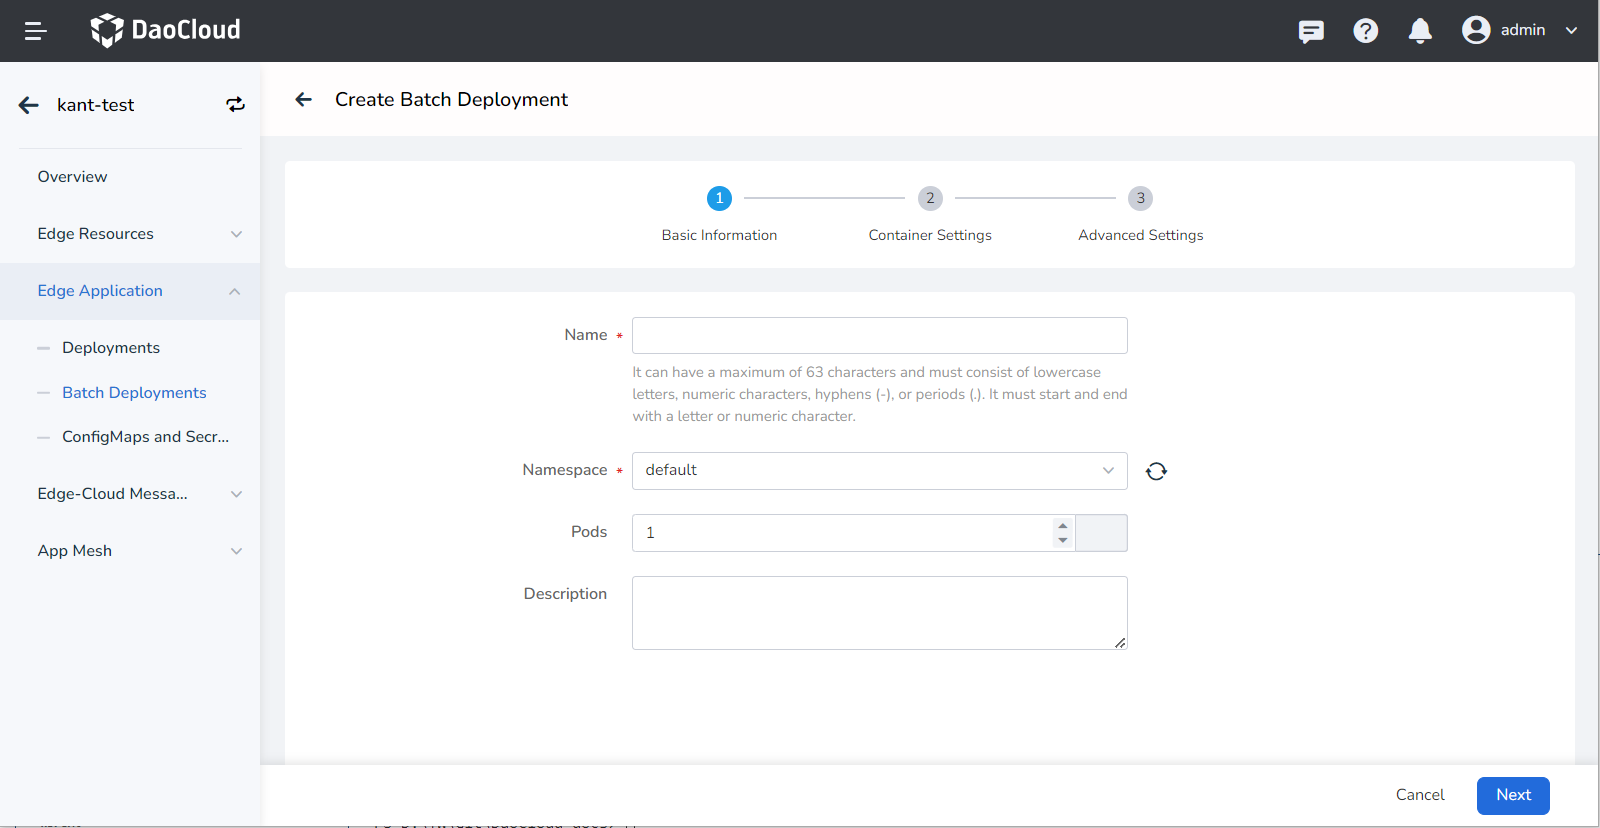 DaoCloud
admin
kant-test
Create Batch Deployment
Overview
Edge Resources
Edge Application
Deployments
Batch Deployments
ConfigMaps and Secr...
Edge-Cloud Messa...
App Mesh
1
2
3
Basic Information
Container Settings
Advanced Settings
Name *
It can have a maximum of 63 characters and must consist of lowercase
letters, numeric characters, hyphens (-), or periods (.). It must start and end
with a letter or numeric character.
Namespace *
default
Pods
1
Description
Cancel
Next